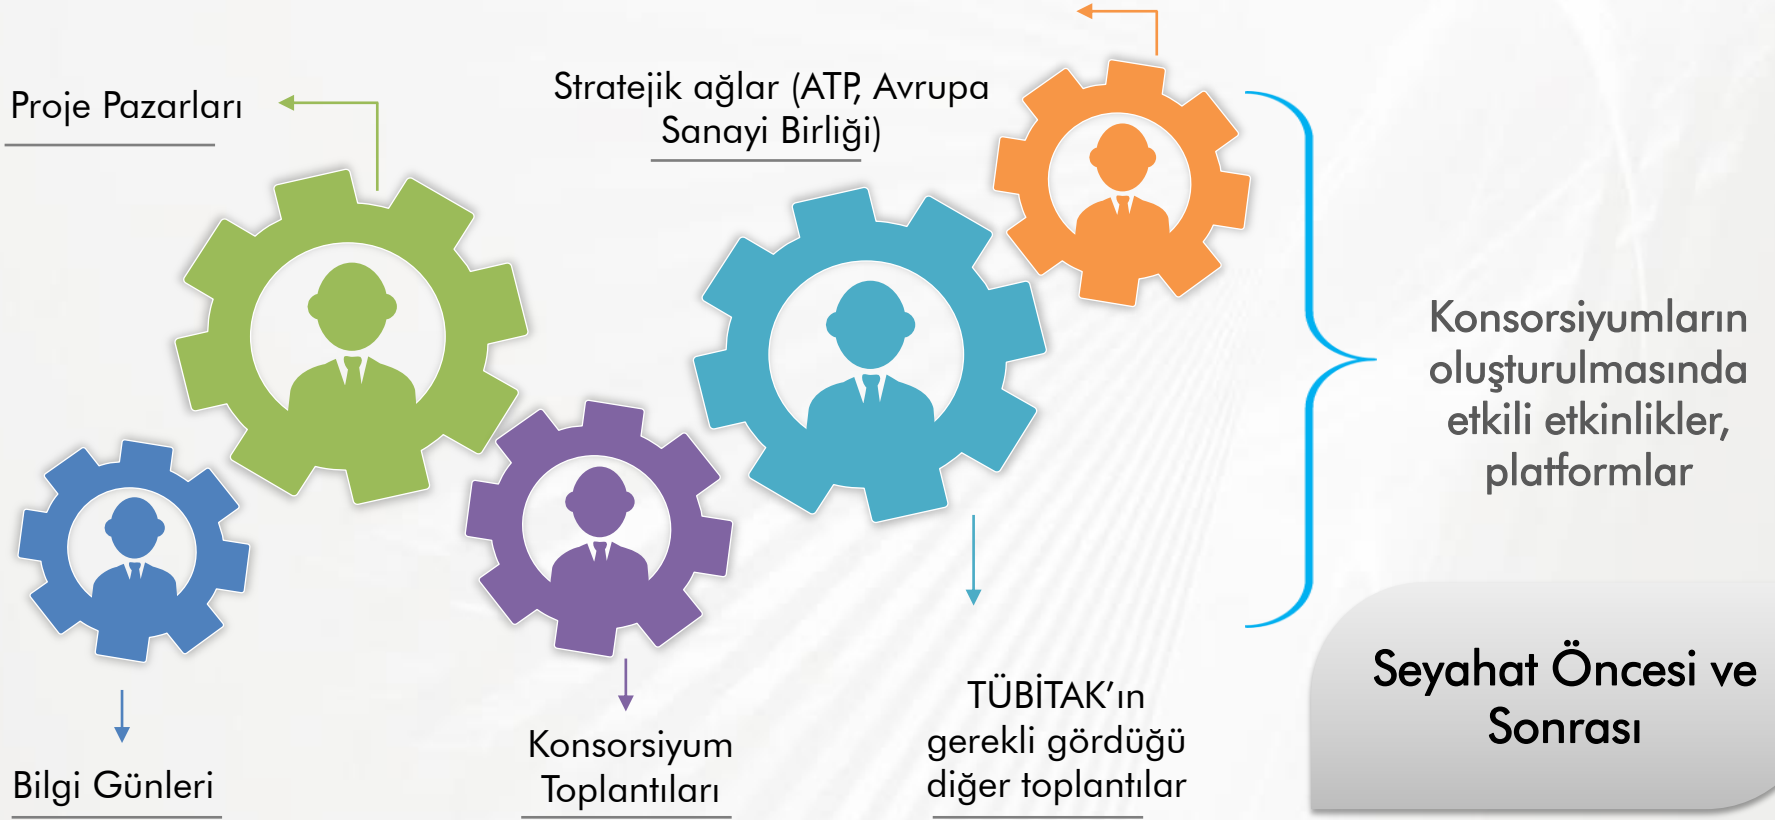 Proje Pazarları
Stratejik ağlar (ATP, Avrupa
Sanayi Birliği)
Konsorsiyumların
oluşturulmasında
etkili etkinlikler,
platformlar
Seyahat Öncesi ve
Sonrası
Bilgi Günleri
Konsorsiyum
Toplantıları
TÜBİTAK’ın
gerekli gördüğü
diğer toplantılar